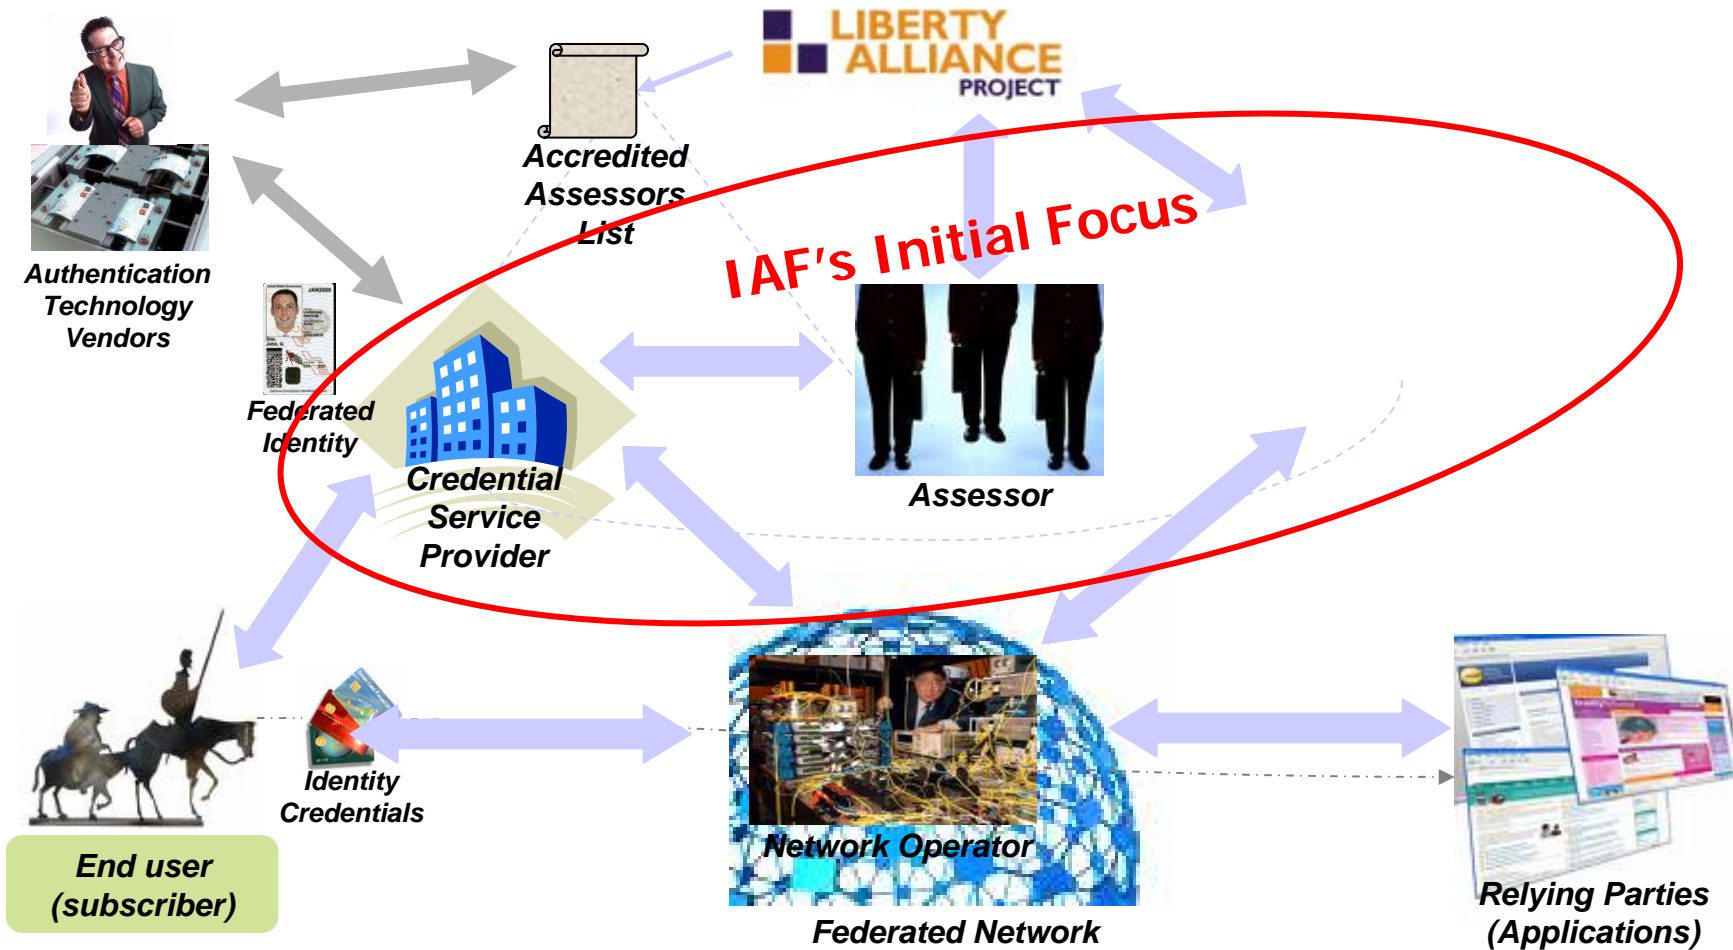 LIBERTY
ALLIANCE
PROJECT
Accredited
Assessors
List
IAF's Initial Focus
Authentication
Technology
Vendors
JAN2009
Federated
Identity
Credential
Service
Provider
Assessor
Identity
Credentials
End user
(subscriber)
Network Operator
Federated Network
Relying Parties
(Applications)